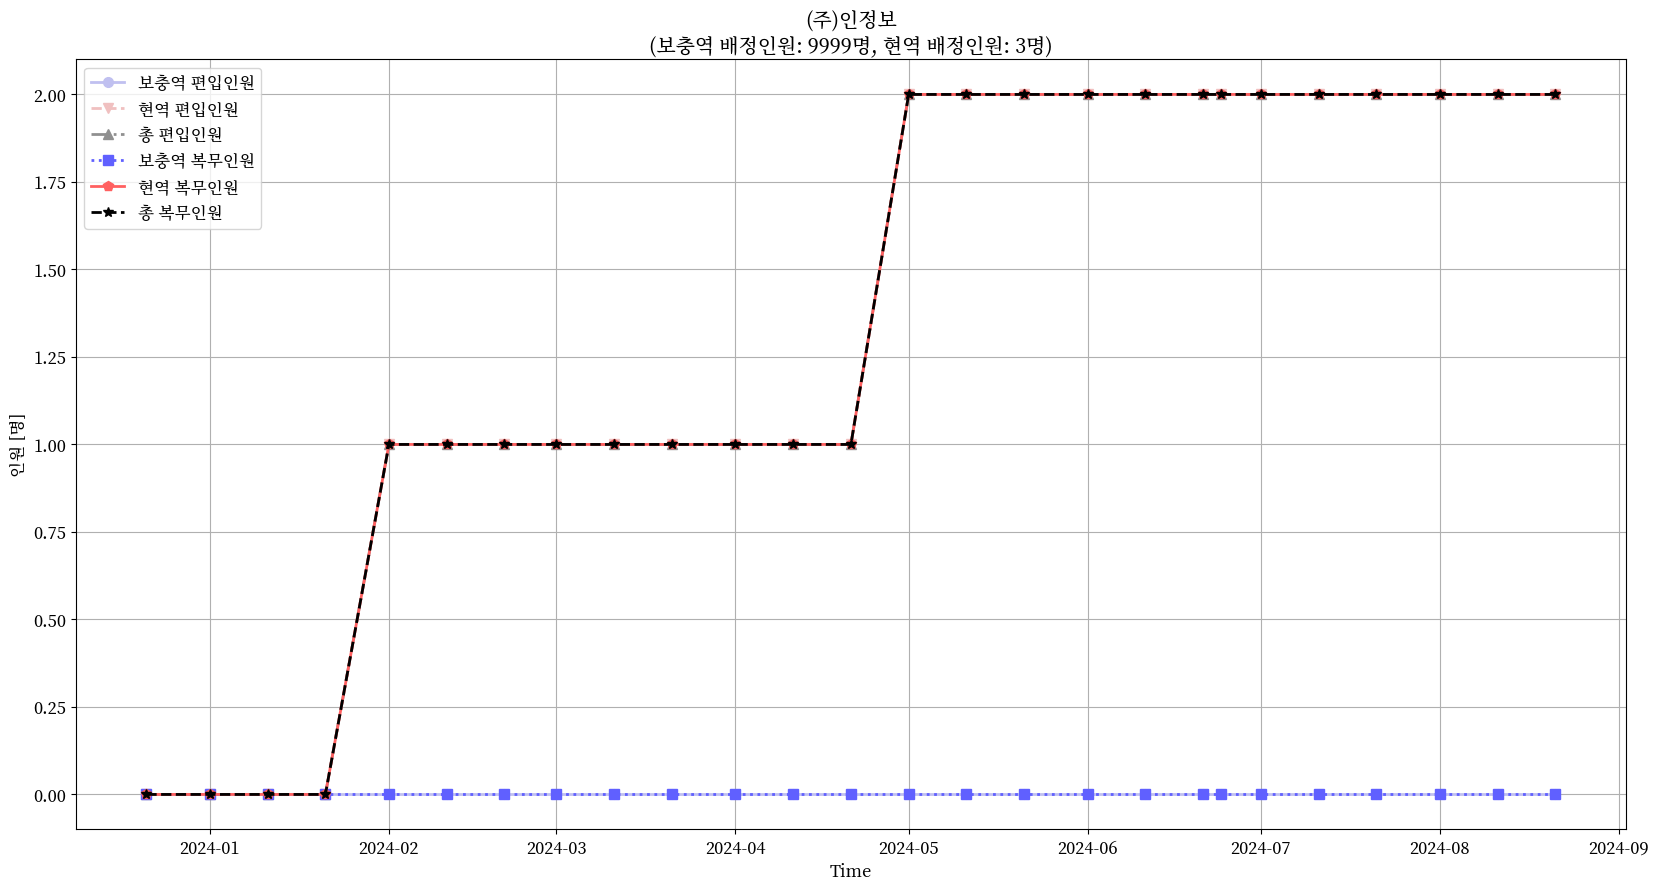 (주)인정보
(보충역 배정인원: 9999명, 현역 배정인원: 3명)
보충역 편입인원
현역 편입인원
총 편입인원
보충역 복무인원
현역 복무인원
총 복무인원
2.00
1.75
1.50
1.25
1.00
0.75
0.50
0.25
0.00
인원 [명]
2024-01 2024-02 2024-03 2024-04 2024-05 2024-06 2024-07 2024-08 2024-09
Time